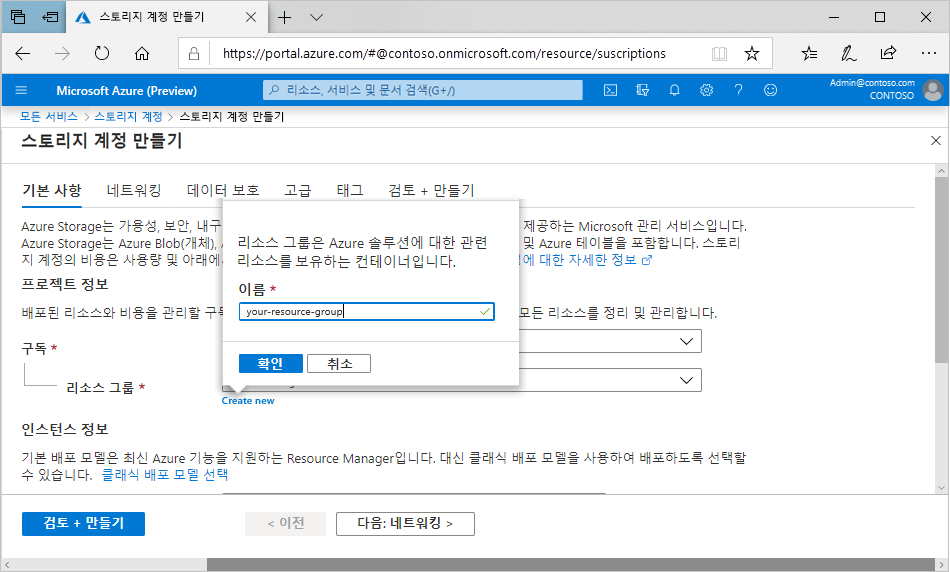 스토리지 계정 만들기
https://portal.azure.com/#@contoso.onmicrosoft.com/resource/suscriptions
Microsoft Azure (Preview)
리소스, 서비스 및 문서 검색(G+/)
Admin@contoso.com
CONTOSO
모든 서비스 > 스토리지 계정 > 스토리지 계정 만들기
스토리지 계정 만들기
기본 사항 네트워킹 데이터 보호 고급 태그 검토 + 만들기
Azure Storage는 가용성, 보안, 내구 제공하는 Microsoft 관리 서비스입니다.
Azure Storage는 Azure Blob(개체), 및 Azure 테이블을 포함합니다. 스토리
지 계정의 비용은 사용량 및 아래에서 에 대한 자세한 정보
리소스 그룹은 Azure 솔루션에 대한 관련
리소스를 보유하는 컨테이너입니다.
이름 *
your-resource-group
확인 취소
프로젝트 정보
배포된 리소스와 비용을 관리할 구독 모든 리소스를 정리 및 관리합니다.
구독 *
리소스 그룹 *
Create new
인스턴스 정보
기본 배포 모델은 최신 Azure 기능을 지원하는 Resource Manager입니다. 대신 클래식 배포 모델을 사용하여 배포하도록 선택할
수 있습니다. 클래식 배포 모델 선택
검토 + 만들기 < 이전 다음: 네트워킹 >